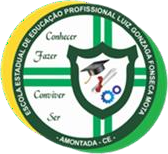 ESCOLA ESTADUAL DE EDUCAÇÃO PROFISSIONAL LUIZ GONZAGA FONSECA MOTA
Conhecer
Fazer
Conviver
Ser
- AMONTADA - CE -